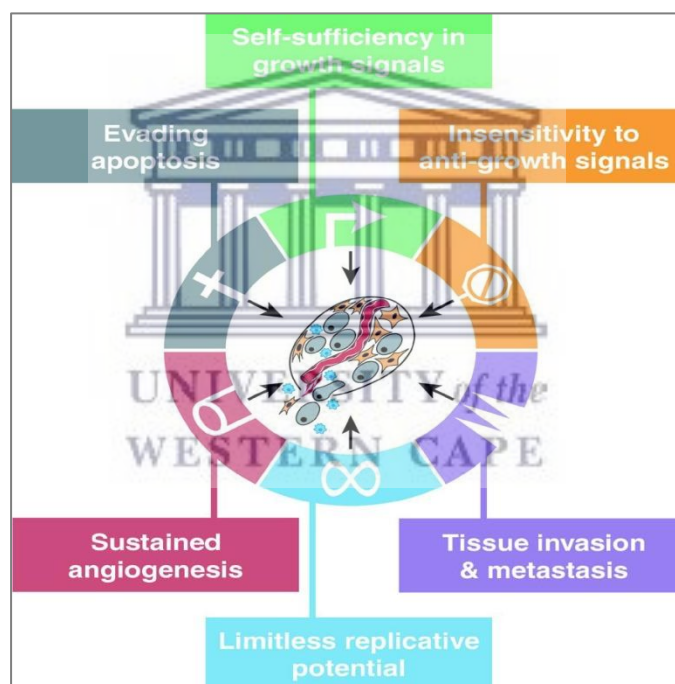 Self-sufficiency in
growth signals
Evading
apoptosis
Insensitivity to
anti-growth signals
UNIVERSITY of the
WESTERN CAPE
Sustained
angiogenesis
Tissue invasion
& metastasis
Limitless replicative
potential